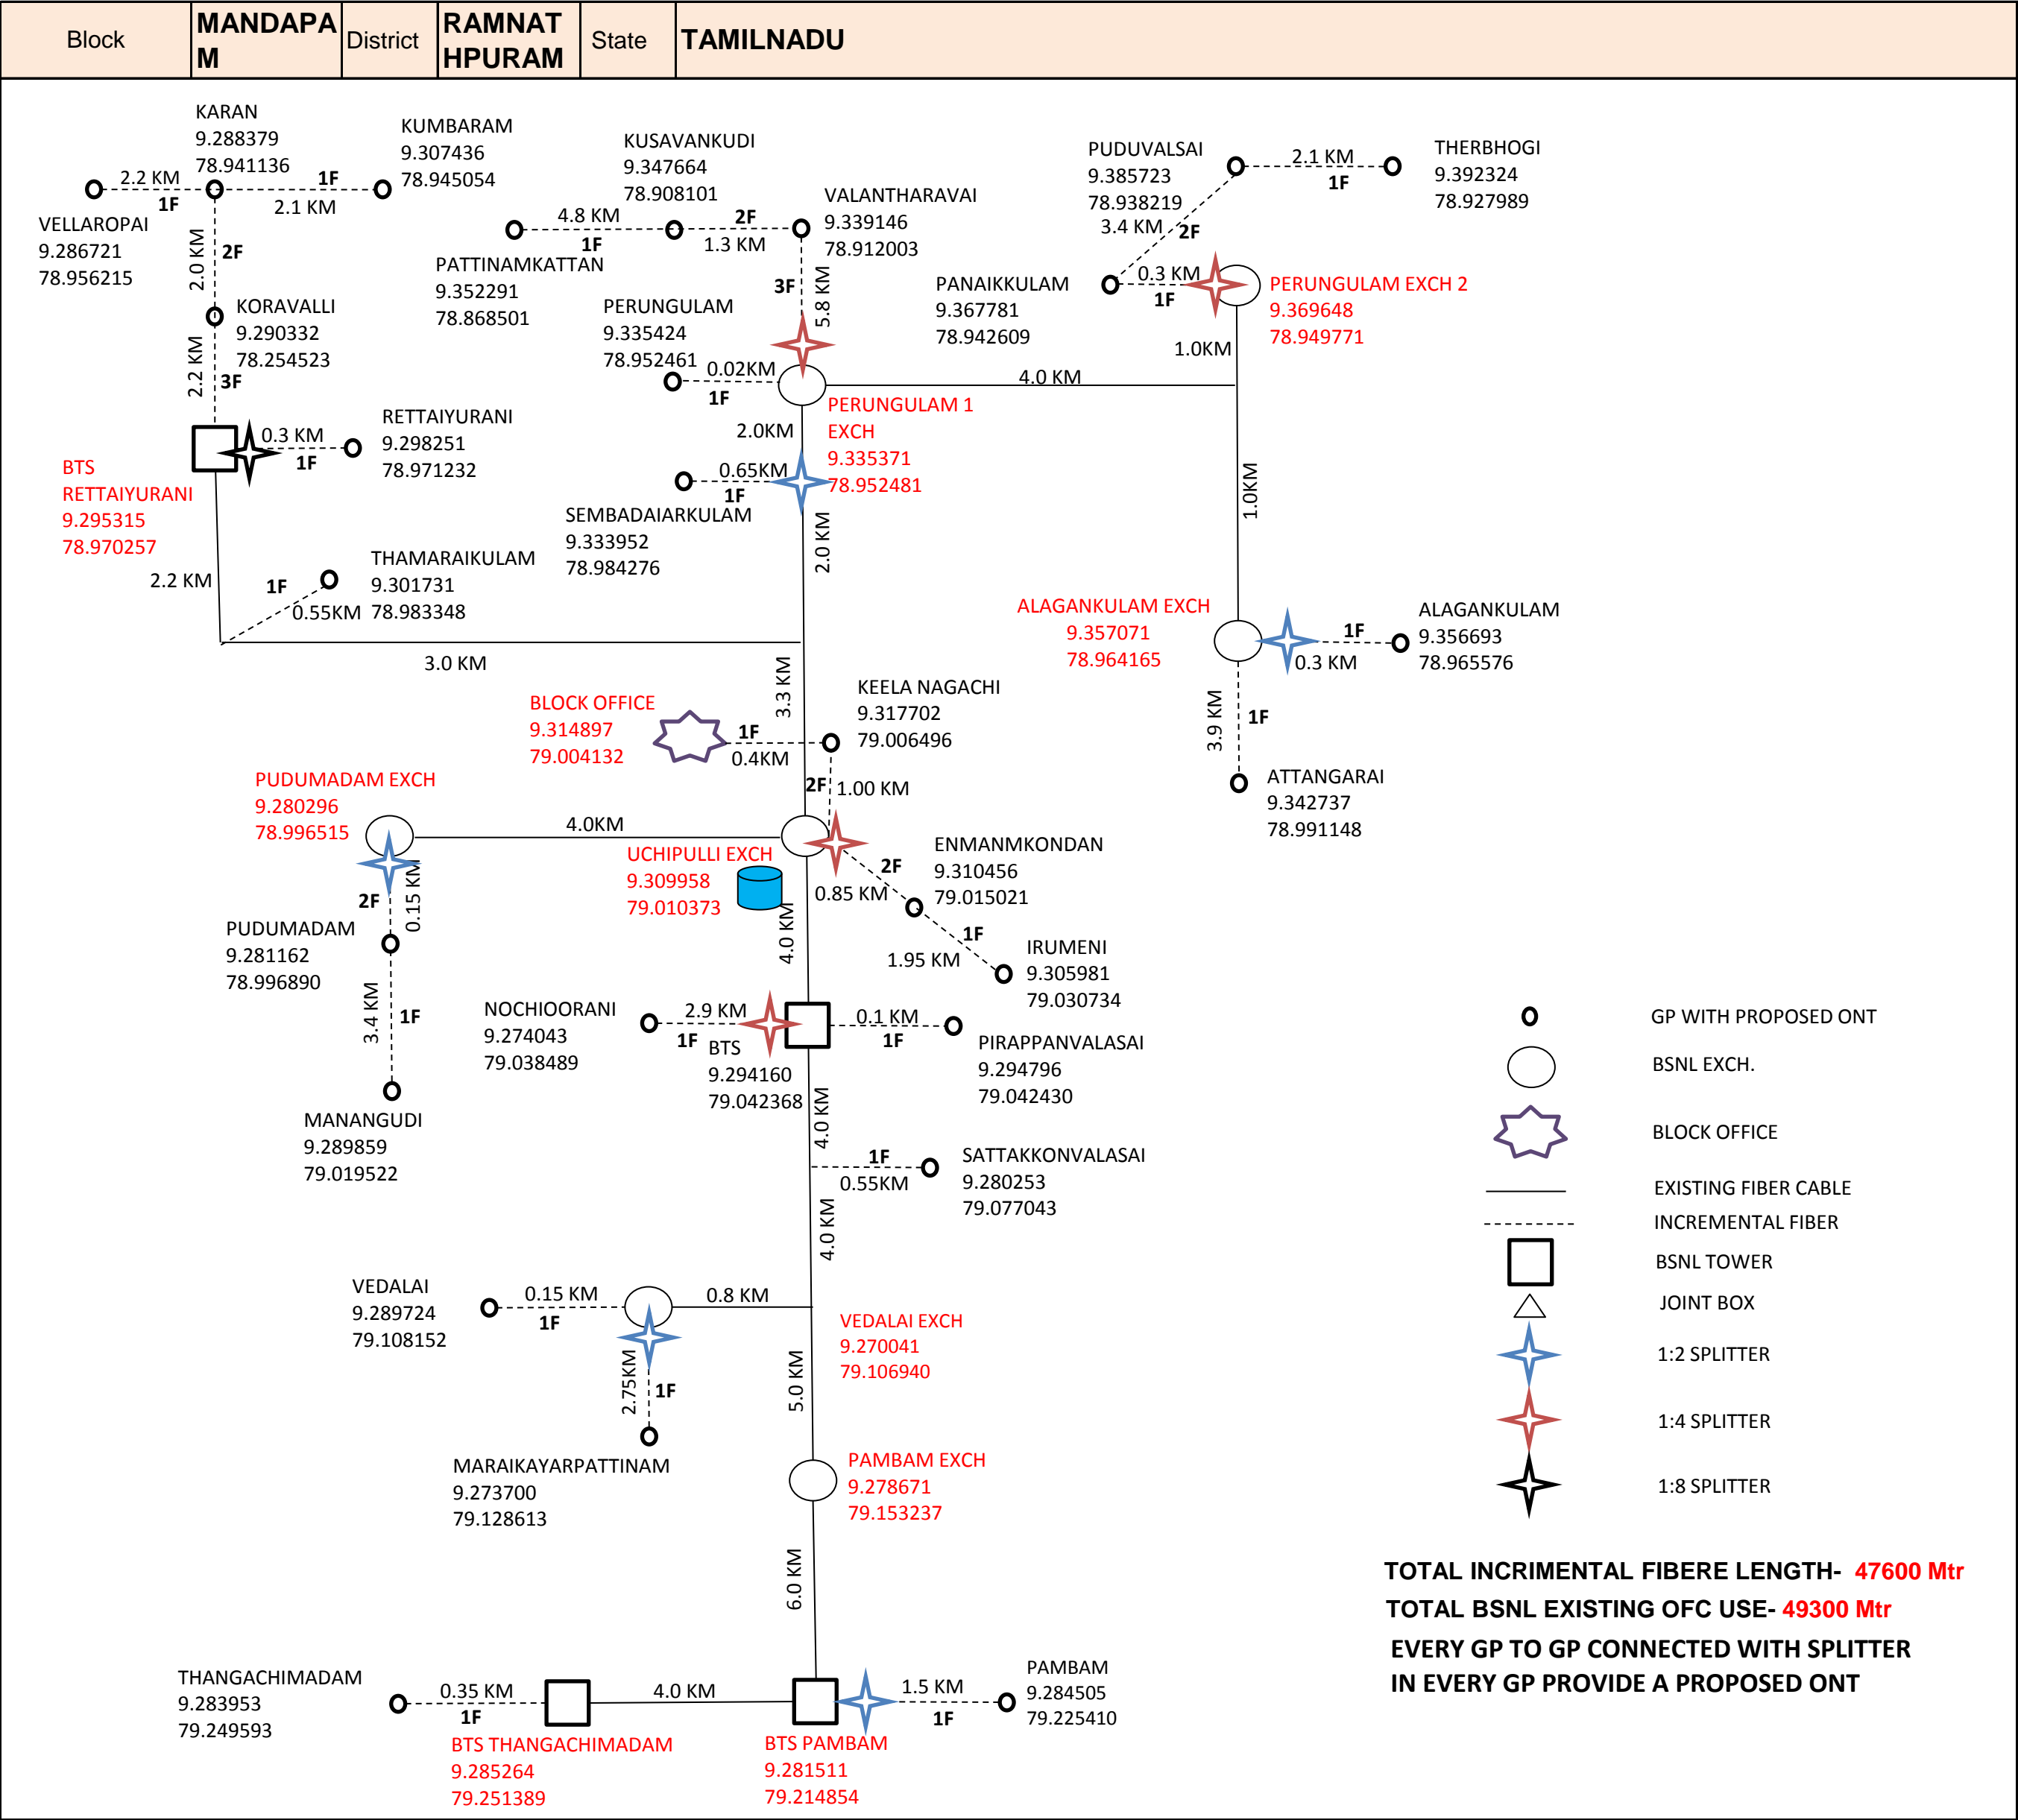 Block
MANDAPA
M
District
RAMNAT
HPURAM
State
TAMILNADU
KARAN
9.288379
78.941136
KUMBARAM
9.307436
78.945054
2.2 KM
1F
1F
2.1 KM
VELLAROPAI
9.286721
78.956215
2.0 KM
2F
KORAVALLI
9.290332
78.254523
2.2 KM
3F
RETTAIYURANI
9.298251
78.971232
0.3 KM
1F
BTS
RETTAIYURANI
9.295315
78.970257
2.2 KM
THAMARAIKULAM
9.301731
78.983348
1F
0.55KM
3.0 KM
KUSAVANKUDI
9.347664
78.908101
VALANTHARAVAI
9.339146
78.912003
4.8 KM
1F
2F
1.3 KM
PATTINAMKATTAN
9.352291
78.868501
3F
5.8 KM
PERUNGULAM
9.335424
78.952461
0.02KM
1F
PERUNGULAM 1
EXCH
9.335371
78.952481
2.0KM
0.65KM
1F
SEMBADAIARKULAM
9.333952
78.984276
2.0 KM
PUDUVALSAI
9.385723
78.938219
2.1 KM
1F
THERBHOGI
9.392324
78.927989
3.4 KM
2F
PANAIKKULAM
9.367781
78.942609
0.3 KM
1F
PERUNGULAM EXCH 2
9.369648
78.949771
1.0KM
4.0 KM
1.0KM
ALAGANKULAM EXCH
9.357071
78.964165
1F
0.3 KM
ALAGANKULAM
9.356693
78.965576
3.9 KM
1F
ATTANGARAI
9.342737
78.991148
3.3 KM
BLOCK OFFICE
9.314897
79.004132
1F
0.4KM
KEELA NAGACHI
9.317702
79.006496
2F
1.00 KM
PUDUMADAM EXCH
9.280296
78.996515
4.0KM
UCHIPULLI EXCH
9.309958
79.010373
2F
0.85 KM
ENMANMKONDAN
9.310456
79.015021
1F
1.95 KM
IRUMENI
9.305981
79.030734
2F
0.15 KM
PUDUMADAM
9.281162
78.996890
3.4 KM
1F
MANANGUDI
9.289859
79.019522
4.0 KM
NOCHIOORANI
9.274043
79.038489
2.9 KM
1F
BTS
9.294160
79.042368
0.1 KM
1F
PIRAPPANVALASAI
9.294796
79.042430
4.0 KM
1F
0.55KM
SATTAKKONVALASAI
9.280253
79.077043
4.0 KM
VEDALAI
9.289724
79.108152
0.15 KM
1F
0.8 KM
VEDALAI EXCH
9.270041
79.106940
2.75KM
1F
MARAIKAYARPATTINAM
9.273700
79.128613
5.0 KM
PAMBAM EXCH
9.278671
79.153237
6.0 KM
THANGACHIMADAM
9.283953
79.249593
0.35 KM
1F
4.0 KM
BTS THANGACHIMADAM
9.285264
79.251389
BTS PAMBAM
9.281511
79.214854
1.5 KM
1F
PAMBAM
9.284505
79.225410
GP WITH PROPOSED ONT
BSNL EXCH.
BLOCK OFFICE
EXISTING FIBER CABLE
INCREMENTAL FIBER
BSNL TOWER
JOINT BOX
1:2 SPLITTER
1:4 SPLITTER
1:8 SPLITTER
TOTAL INCRIMENTAL FIBERE LENGTH- 47600 Mtr
TOTAL BSNL EXISTING OFC USE- 49300 Mtr
EVERY GP TO GP CONNECTED WITH SPLITTER
IN EVERY GP PROVIDE A PROPOSED ONT